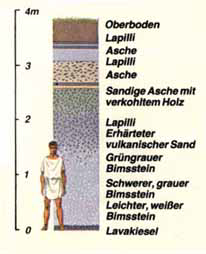 4m
Oberboden
Lapilli
3
Asche
Lapilli
Asche
Sandige Asche mit
verkohltem Holz
2
Lapilli
Erhärteter
vulkanischer Sand
Grüngrauer
Bimsstein
1
Schwerer, grauer
Bimsstein
Leichter, weißer
Bimsstein
0
Lavakiesel